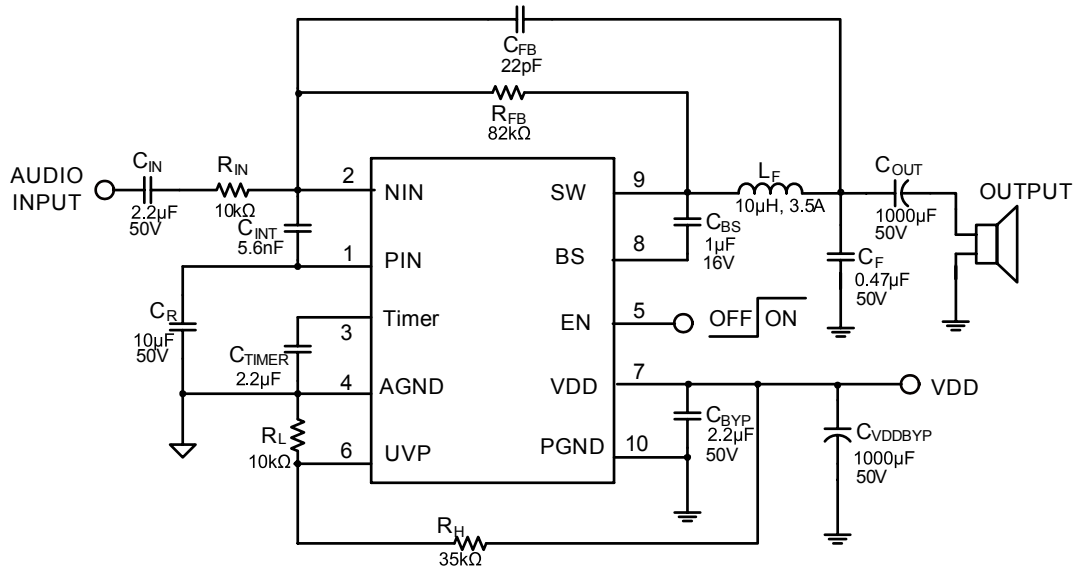 CFB
22pF
RFB
82kΩ
AUDIO
INPUT
CIN
2.2µF
50V
RIN
10kΩ
CINT
5.6nF
2
NIN
1
PIN
CR
10µF
50V
CTIMER
2.2µF
3
Timer
4
AGND
RL
10kΩ
6
UVP
RH
35kΩ
SW
9
BS
8
CBS
1µF
16V
EN
5
OFF
ON
VDD
7
PGND
10
CBYP
2.2µF
50V
LF
10µH, 3.5A
COUT
1000µF
50V
OUTPUT
CF
0.47µF
50V
VDD
CVDDBYP
1000µF
50V